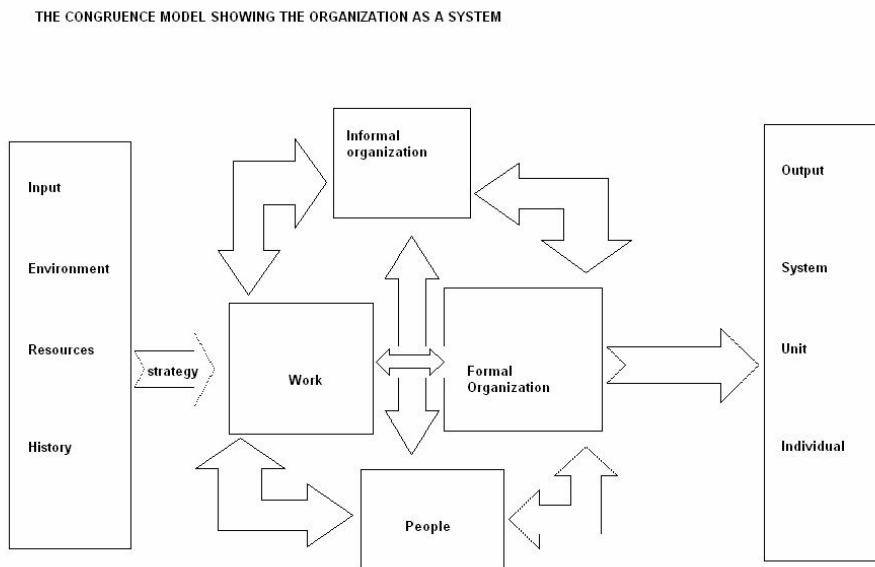 THE CONGRUENCE MODEL SHOWING THE ORGANIZATION AS A SYSTEM
Informal
organization
Input
Environment
Resources
History
strategy
Work
Formal
Organization
People
Output
System
Unit
Individual